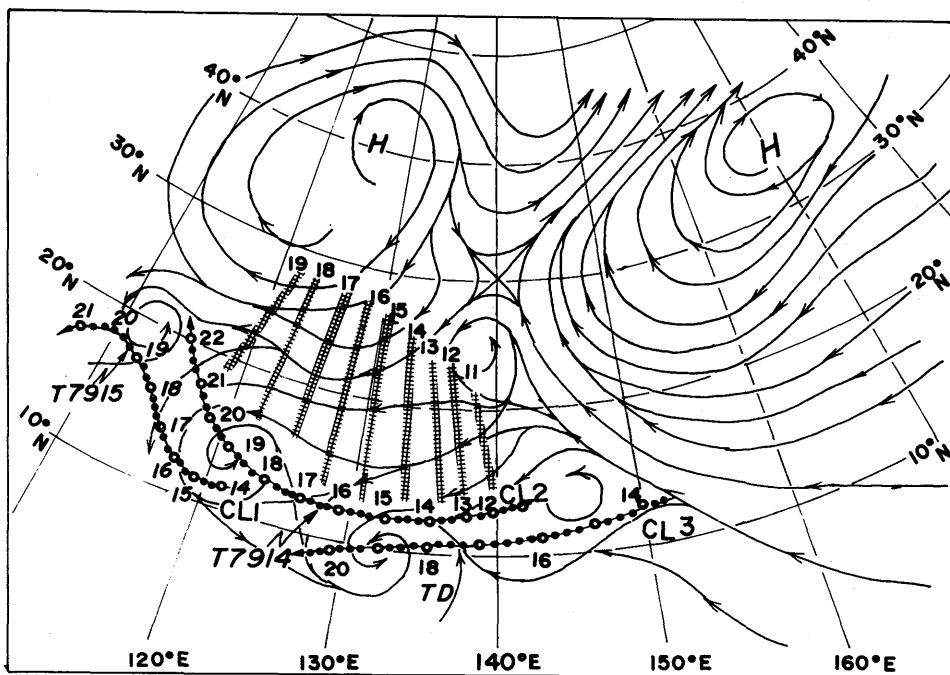 40°N
40°N
H
H
30°N
30°N
20°N
20°N
19 18 17 16 15 14 13 12 11
21 20 19 18 17 16 15 14
T7915
22 21 20 19 18 17 16 15 14 13 12
CL2
10°N
10°N
CL1
14
CL3
T7914
20 18 16
TD
120°E 130°E 140°E 150°E 160°E